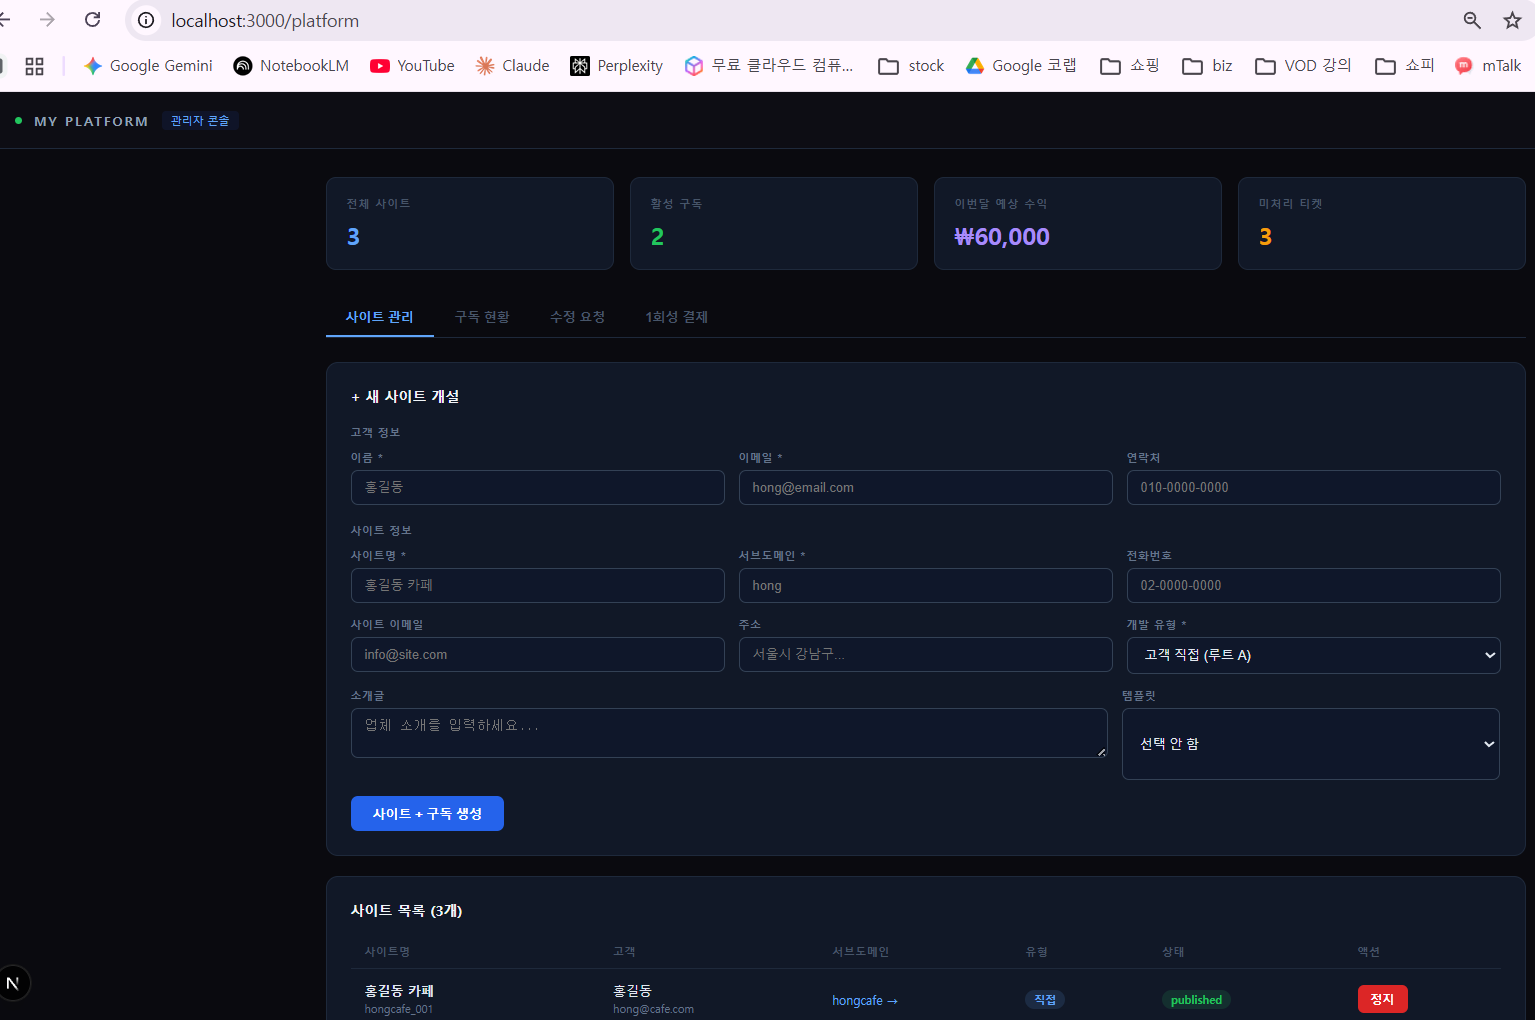 localhost:3000/platform
Google Gemini
NotebookLM
YouTube
Claude
Perplexity
무료 클라우드 컴퓨...
stock
Google 코랩
쇼핑
biz
VOD 강의
쇼피
mTalk
MY PLATFORM 관리자 콘솔
전체 사이트
3
활성 구독
2
이번달 예상 수익
₩60,000
미처리 티켓
3
사이트 관리 구독 현황 수정 요청 1회성 결제
+ 새 사이트 개설
고객 정보
이름 * 이메일 * 연락처
홍길동 hong@email.com 010-0000-0000
사이트 정보
사이트명 * 서브도메인 * 전화번호
홍길동 카페 hong 02-0000-0000
사이트 이메일 주소 개발 유형 *
info@site.com 서울시 강남구... 고객 직접 (루트 A)
소개글 템플릿
업체 소개를 입력하세요...
선택 안 함
사이트 + 구독 생성
사이트 목록 (3개)
사이트명 고객 서브도메인 유형 상태 액션
홍길동 카페 홍길동 hongcafe → 직접 published 정지
hongcafe_001 hong@cafe.com
N